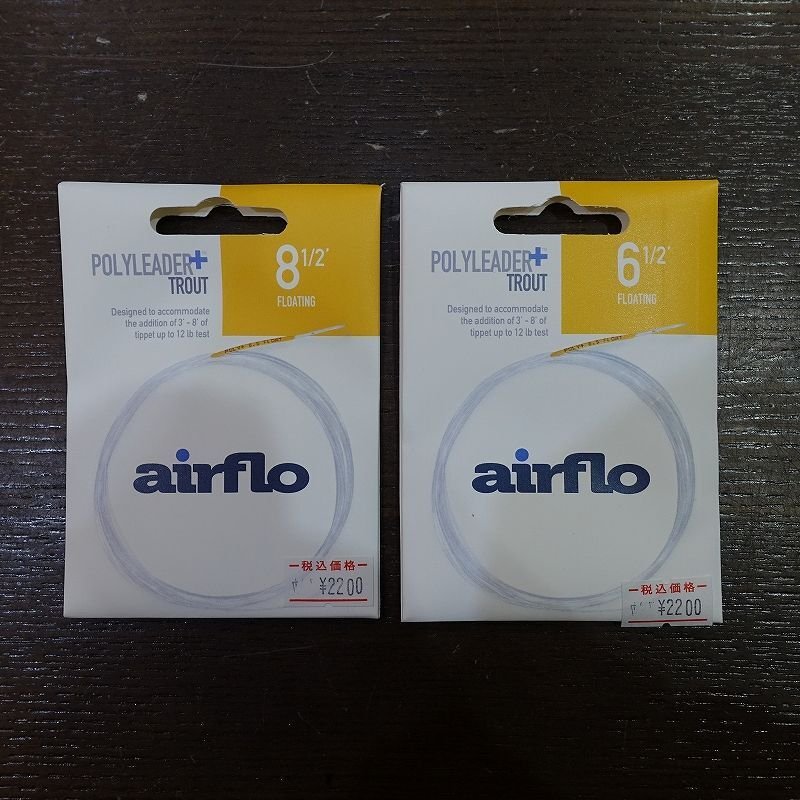 POLYLEADER+
TROUT
8 1/2'
FLOATING
Designed to accommodate
the addition of 3' - 8' of
tippet up to 12 lb test
airflo
税込価格
¥2200
POLYLEADER+
TROUT
6 1/2'
FLOATING
Designed to accommodate
the addition of 3' - 8' of
tippet up to 12 lb test
airflo
税込価格
¥2200